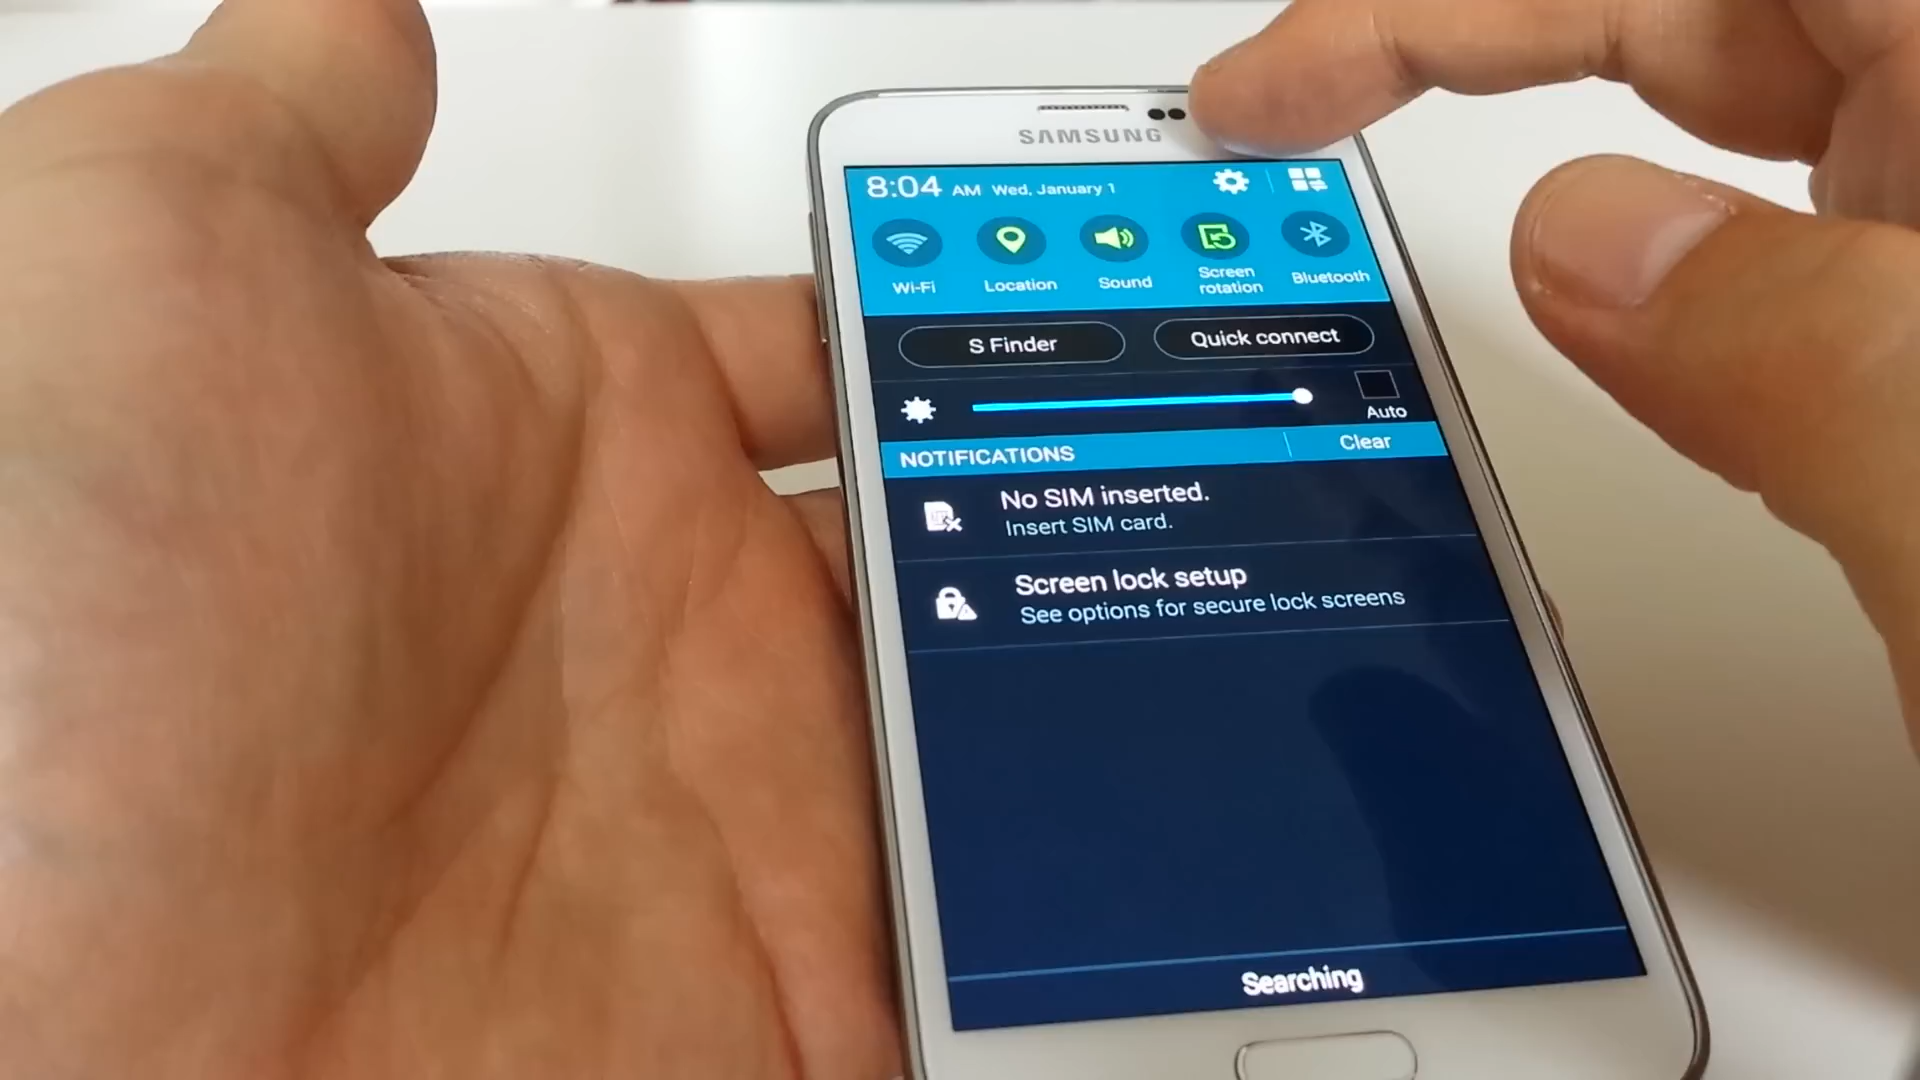 SAMSUNG
8:04 AM Wed, January 1
Wi-Fi
Location
Sound
Screen
rotation
Bluetooth
S Finder
Quick connect
Auto
NOTIFICATIONS
Clear
No SIM inserted.
Insert SIM card.
Screen lock setup
See options for secure lock screens
Searching